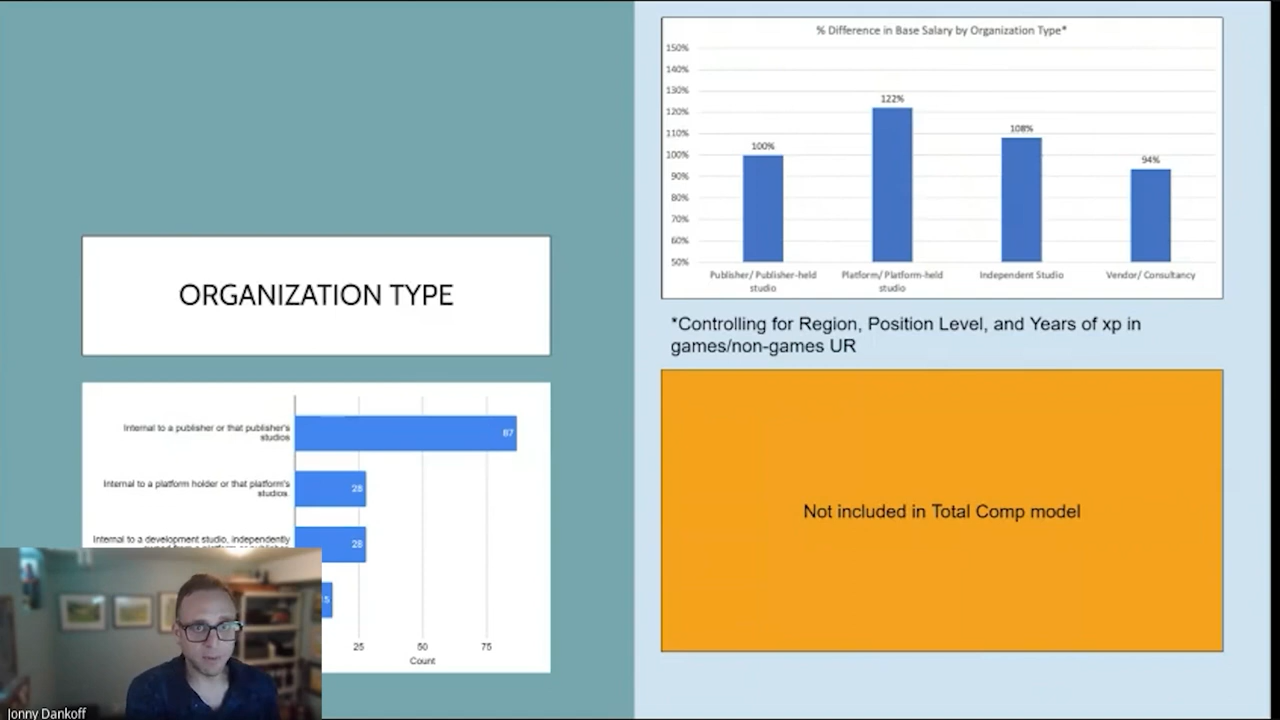 ORGANIZATION TYPE
Internal to a publisher or that publisher's
studios
87
Internal to a platform holder or that platform's
studios.
28
Internal to a development studio, independently
28
25
50
75
Count
Jonny Dankoff
% Difference in Base Salary by Organization Type*
150%
140%
130%
120%
110%
100%
90%
80%
70%
60%
50%
100%
122%
108%
94%
Publisher/ Publisher-held
studio
Platform/ Platform-held
studio
Independent Studio
Vendor/ Consultancy
*Controlling for Region, Position Level, and Years of xp in
games/non-games UR
Not included in Total Comp model